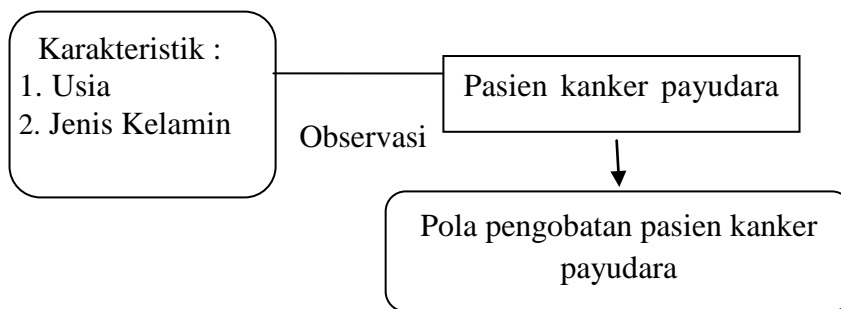 Karakteristik :
1. Usia
2. Jenis Kelamin
Observasi
Pasien kanker payudara
Pola pengobatan pasien kanker
payudara